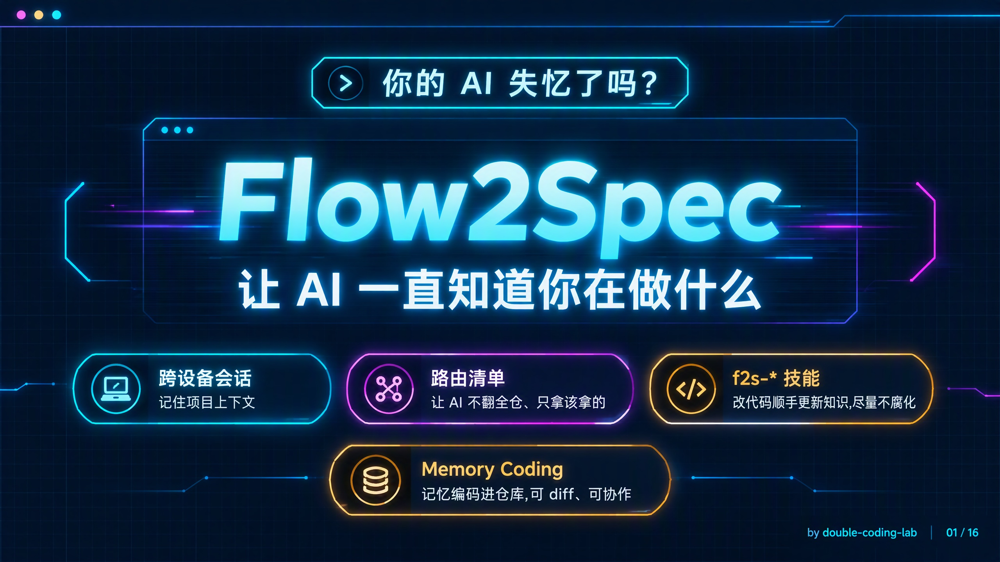 你的 AI 失忆了吗?
Flow2Spec
让 AI 一直知道你在做什么
跨设备会话
记住项目上下文
路由清单
让 AI 不翻全仓、只拿该拿的
f2s-* 技能
改代码顺手更新知识,尽量不腐化
Memory Coding
记忆编码进仓库,可 diff、可协作
by double-coding-lab
01 / 16